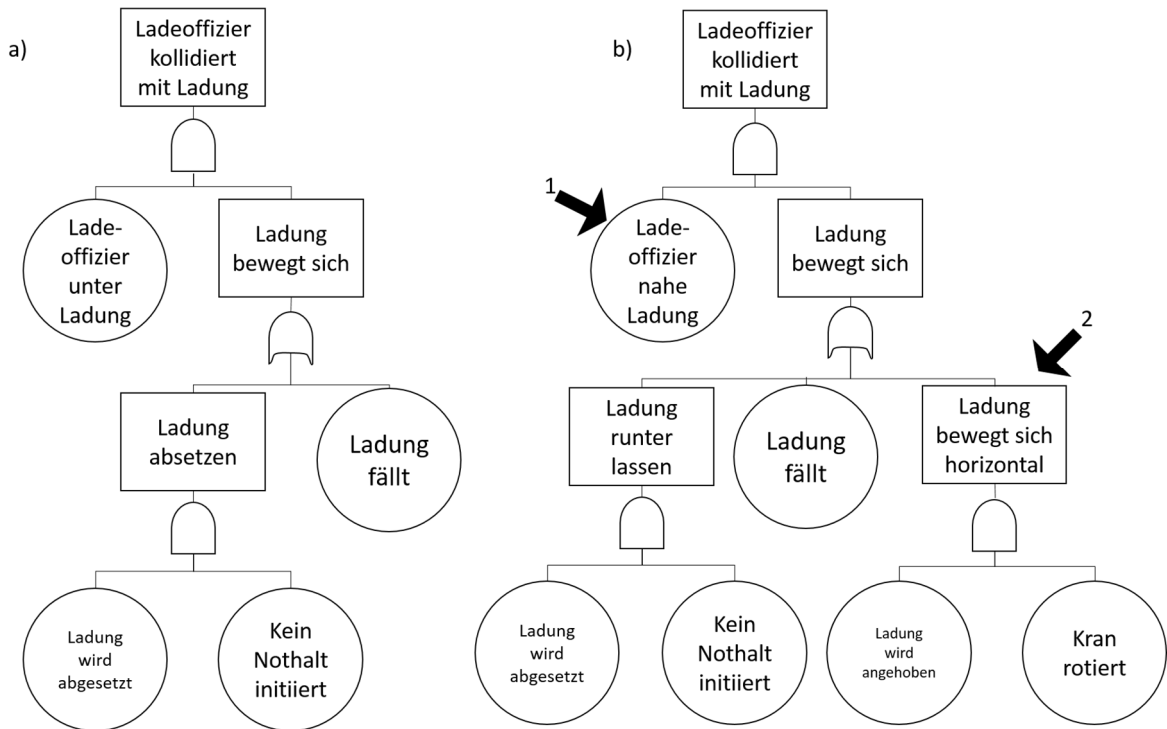 a)
Ladeoffizier
kollidiert
mit Ladung
Lade-
offizier
unter
Ladung
Ladung
bewegt sich
Ladung
absetzen
Ladung
fällt
Ladung
wird
abgesetzt
Kein
Nothalt
initiiert
b)
Ladeoffizier
kollidiert
mit Ladung
1
Lade-
offizier
nahe
Ladung
Ladung
bewegt sich
2
Ladung
runter
lassen
Ladung
fällt
Ladung
bewegt sich
horizontal
Ladung
wird
abgesetzt
Kein
Nothalt
initiiert
Ladung
wird
angehoben
Kran
rotiert